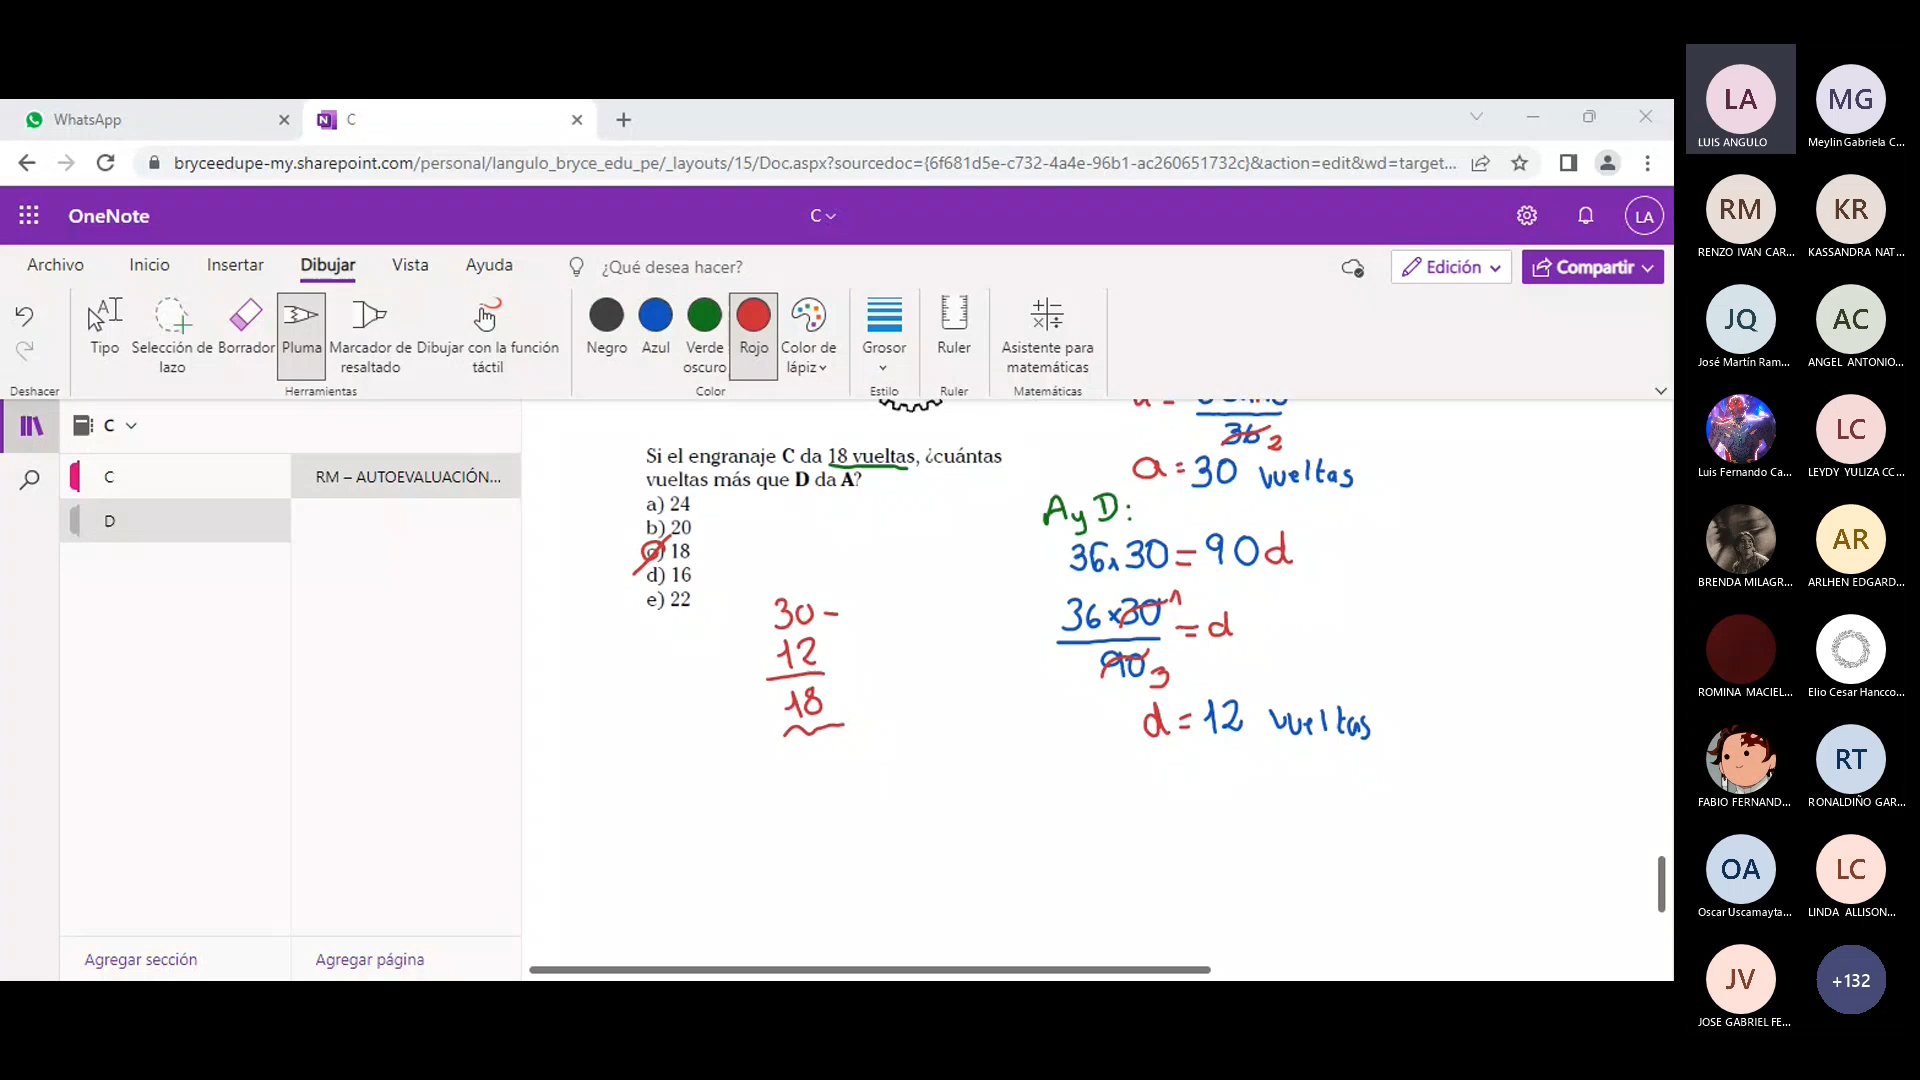 WhatsApp
C
bryceedupe-my.sharepoint.com/personal/langulo_bryce_edu_pe/_layouts/15/Doc.aspx?sourcedoc={6f681d5e-c732-4a4e-96b1-ac260651732c}&action=edit&wd=target...
OneNote
C
LA
Archivo Inicio Insertar Dibujar Vista Ayuda ¿Qué desea hacer? Edición Compartir
Tipo Selección de lazo Borrador Pluma Marcador de resaltado Dibujar con la función táctil Negro Azul Verde oscuro Rojo Color de lápiz Grosor Ruler Asistente para matemáticas
Deshacer Herramientas Color Estilo Ruler Matemáticas
C
C
D
RM – AUTOEVALUACIÓN...
Agregar sección
Agregar página
Si el engranaje C da 18 vueltas, ¿cuántas
vueltas más que D da A?
a) 24
b) 20
c) 18
d) 16
e) 22
30 -
12
18
36 2
a = 30 vueltas
A y D:
36 x 30 = 90 d
36 x 30 1
= d
90 3
d = 12 vueltas
LA
LUIS ANGULO
MG
Meylin Gabriela C...
RM
RENZO IVAN CAR...
KR
KASSANDRA NAT...
JQ
José Martín Ram...
AC
ANGEL ANTONIO...
Luis Fernando Ca...
LC
LEYDY YULIZA CC...
BRENDA MILAGR...
AR
ARLHEN EDGARD...
ROMINA MACIEL...
Elio Cesar Hancco...
FABIO FERNAND...
RT
RONALDIÑO GAR...
OA
Oscar Uscamayta...
LC
LINDA ALLISON...
JV
JOSE GABRIEL FE...
+132